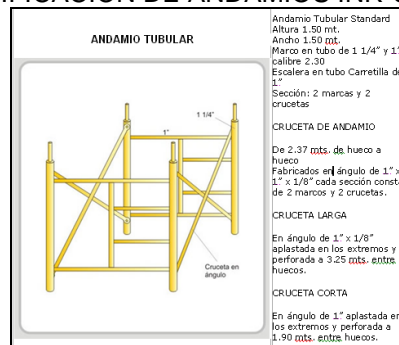 ANDAMIO TUBULAR
1 1/4"
1"
Cruceta en
ángulo
Andamio Tubular Standard
Altura 1.50 mt.
Ancho 1.50 mt.
Marco en tubo de 1 1/4" y 1"
calibre 2.30
Escalera en tubo Carretilla de
1"
Sección: 2 marcas y 2
crucetas
CRUCETA DE ANDAMIO
De 2.37 mts. de hueco a
hueco
Fabricados en ángulo de 1" x
1" x 1/8" cada sección consta
de 2 marcos y 2 crucetas.
CRUCETA LARGA
En ángulo de 1" x 1/8"
aplastada en los extremos y
perforada a 3.25 mts. entre
huecos.
CRUCETA CORTA
En ángulo de 1" aplastada en
los extremos y perforada a
1.90 mts. entre huecos.